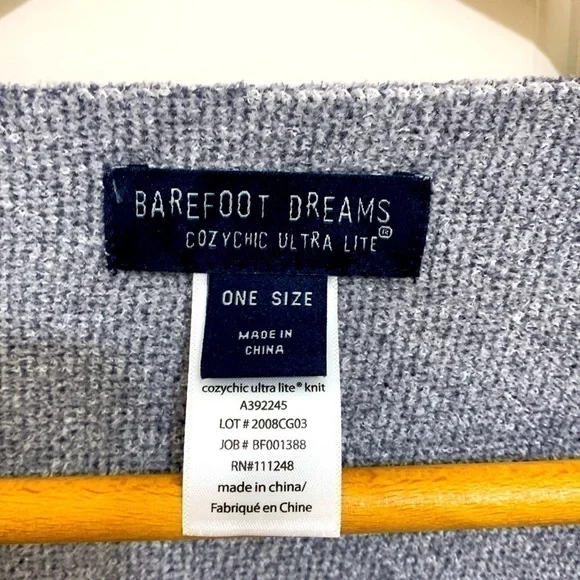 BAREFOOT DREAMS
COZYCHIC ULTRA LITE®
ONE SIZE
MADE IN
CHINA
cozychic ultra lite® knit
A392245
LOT # 2008CG03
JOB # BF001388
RN#111248
made in china/
Fabriqué en Chine